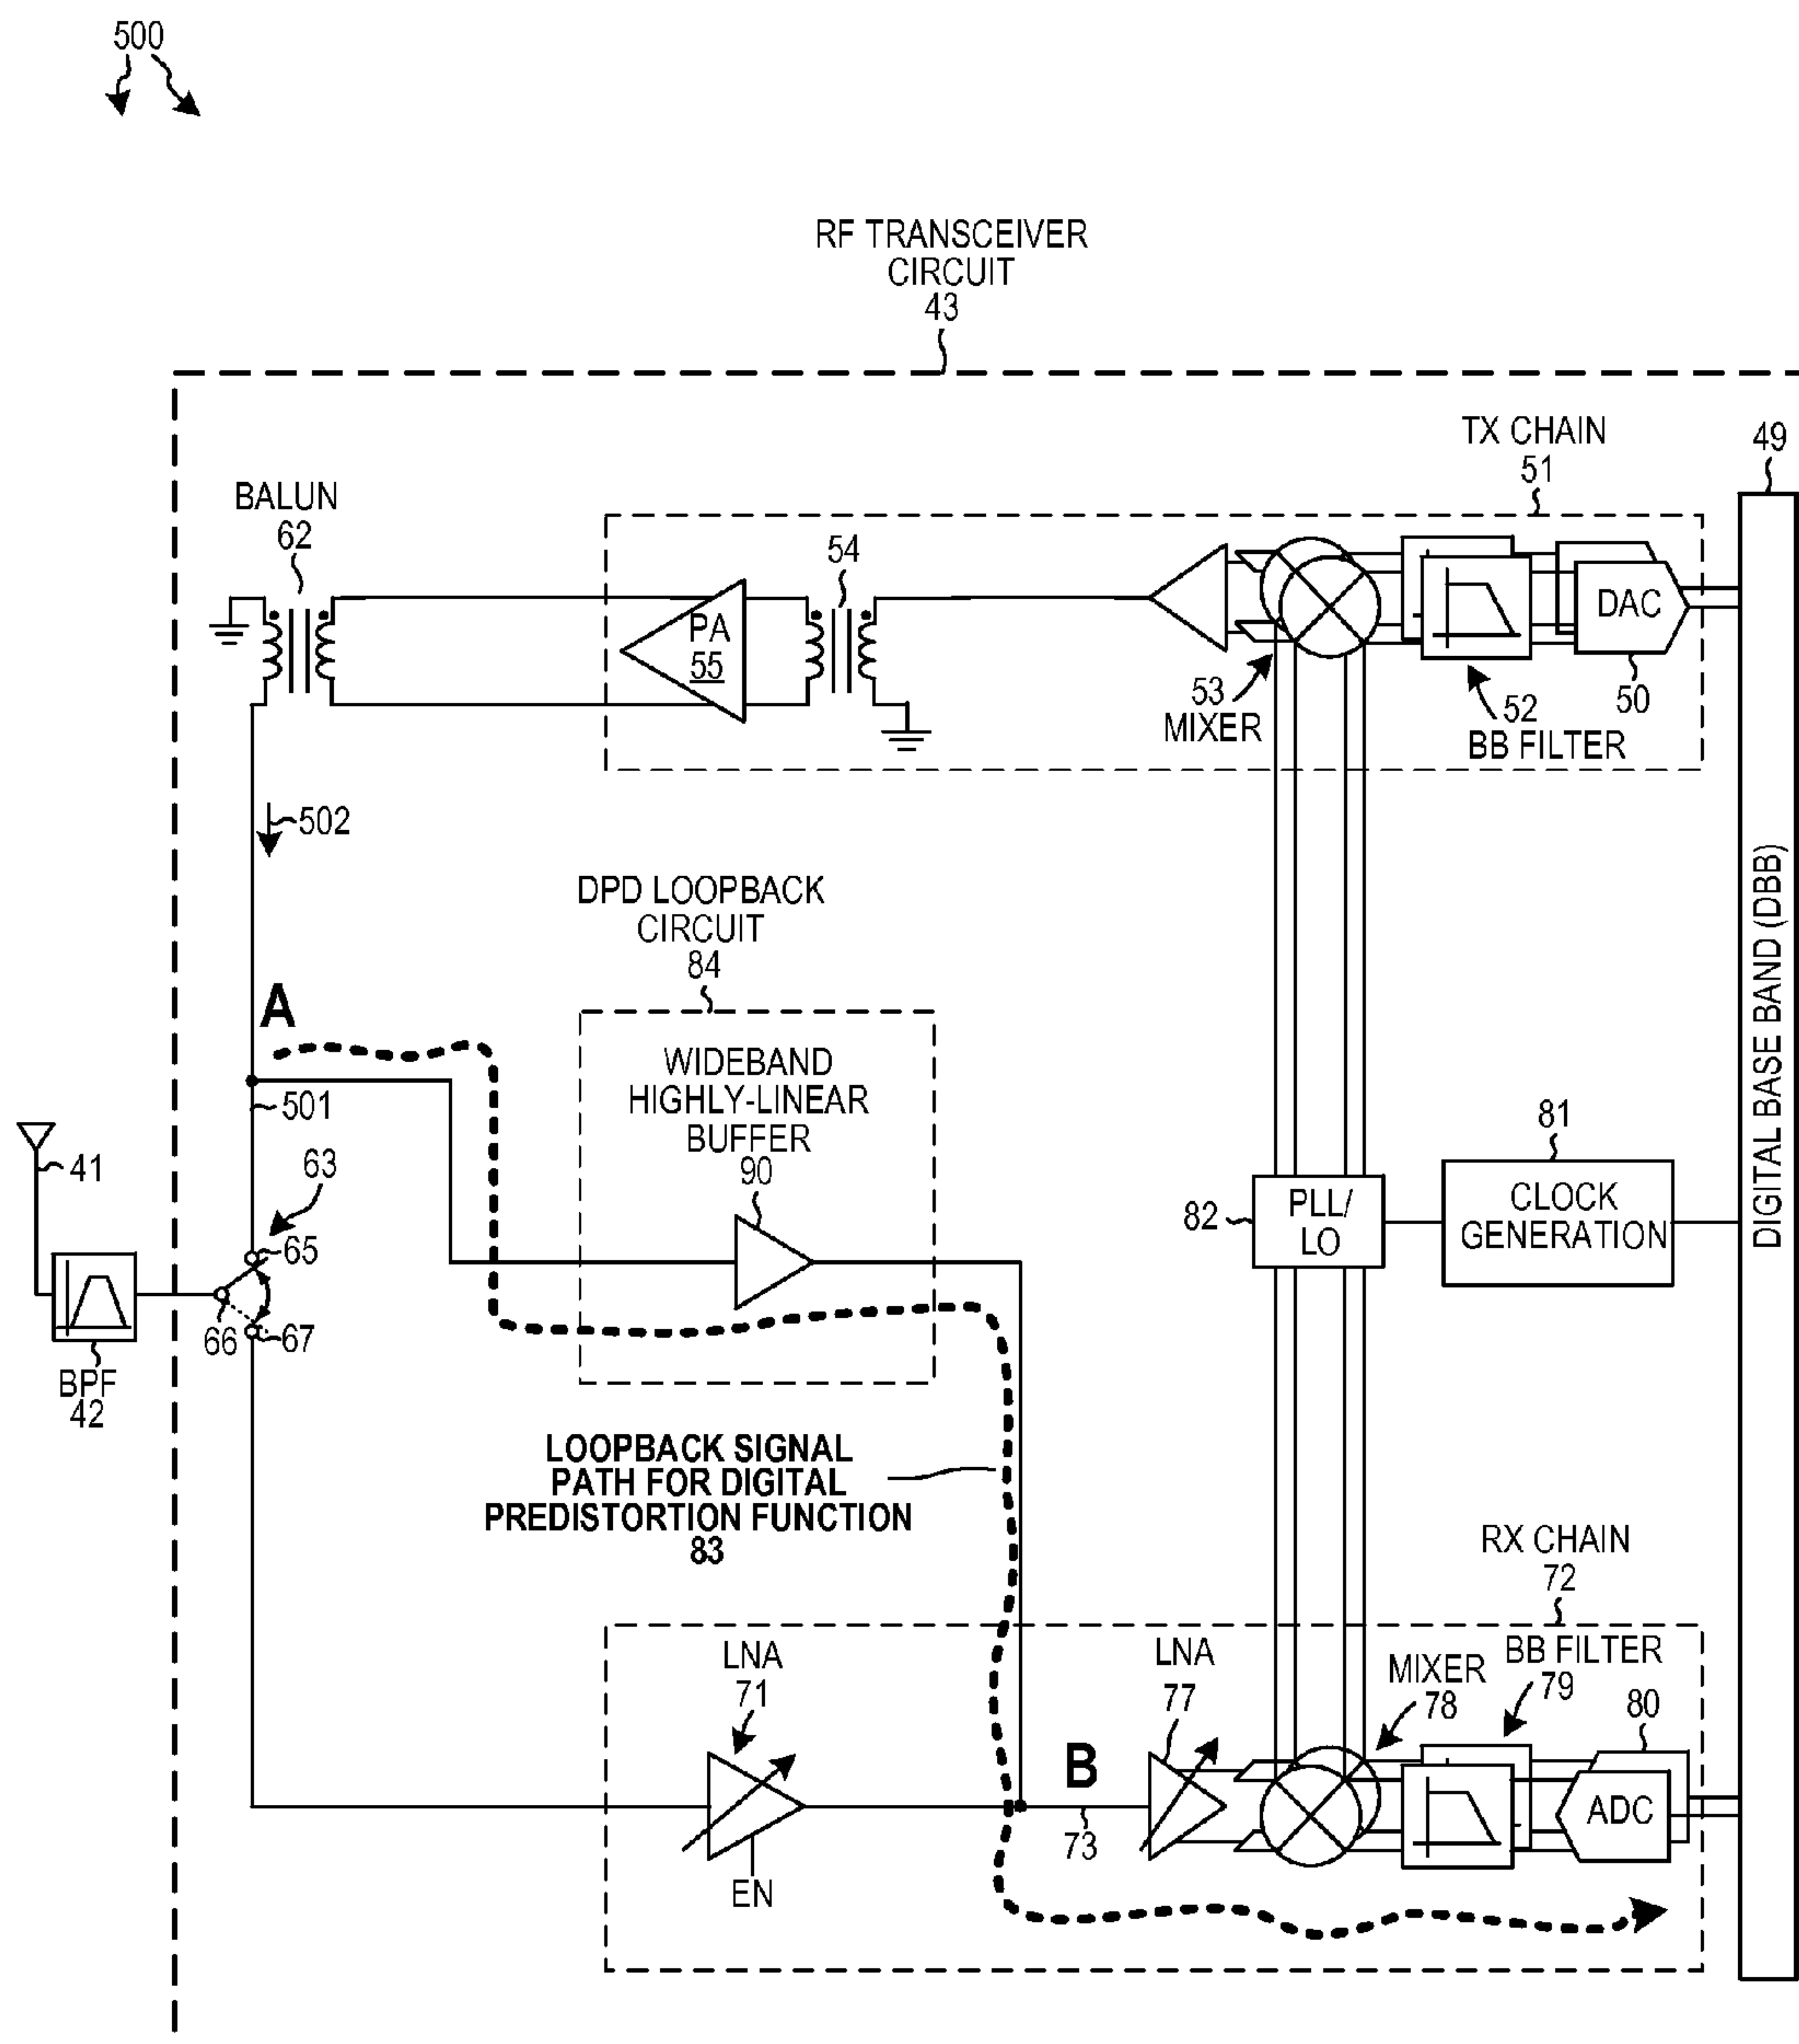 500
RF TRANSCEIVER
CIRCUIT
43
TX CHAIN
51
49
BALUN
62
54
PA
55
DAC
53
MIXER
52
BB FILTER
50
502
DPD LOOPBACK
CIRCUIT
84
DIGITAL BASE BAND (DBB)
A
WIDEBAND
HIGHLY-LINEAR
BUFFER
90
501
41
63
65
66
67
BPF
42
81
82
PLL/
LO
CLOCK
GENERATION
LOOPBACK SIGNAL
PATH FOR DIGITAL
PREDISTORTION FUNCTION
83
RX CHAIN
72
LNA
71
LNA
77
MIXER
78
BB FILTER
79
80
B
73
ADC
EN